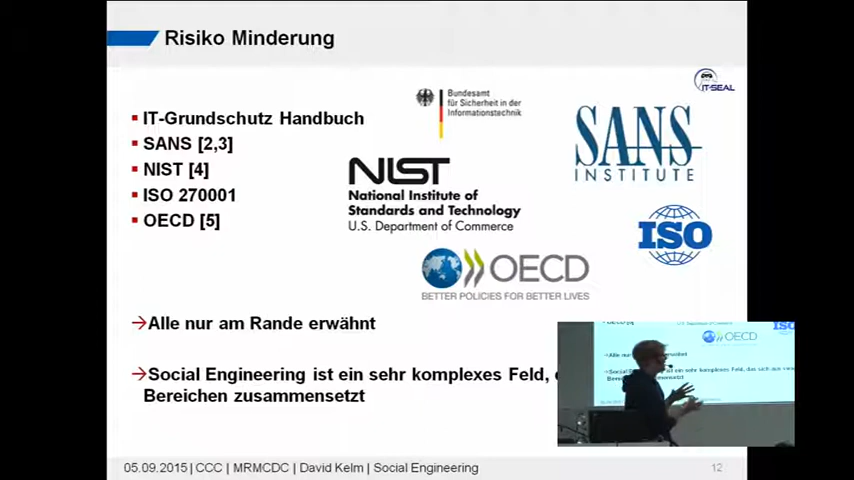 Risiko Minderung
IT-SEAL
IT-Grundschutz Handbuch
SANS [2,3]
NIST [4]
ISO 270001
OECD [5]
Bundesamt
für Sicherheit in der
Informationstechnik
SANS
INSTITUTE
NIST
National Institute of
Standards and Technology
U.S. Department of Commerce
ISO
OECD
BETTER POLICIES FOR BETTER LIVES
→Alle nur am Rande erwähnt
→Social Engineering ist ein sehr komplexes Feld,
Bereichen zusammensetzt
ISO
OECD
05.09.2015 | CCC | MRMCDC | David Kelm | Social Engineering
12